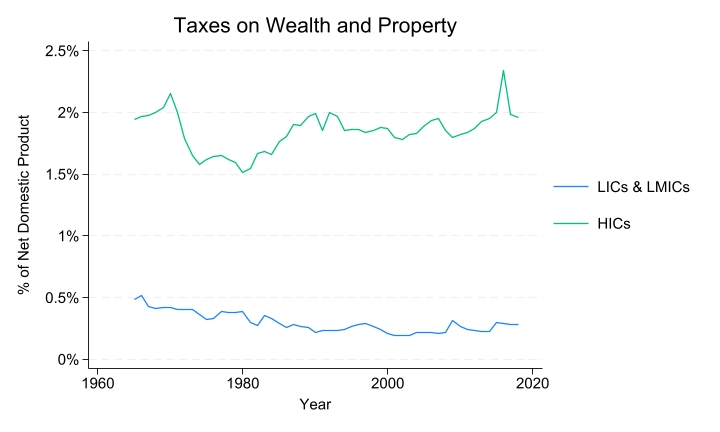 Taxes on Wealth and Property
2.5%
2%
1.5%
1%
0.5%
0%
% of Net Domestic Product
1960
1980
2000
2020
Year
LICs & LMICs
HICs